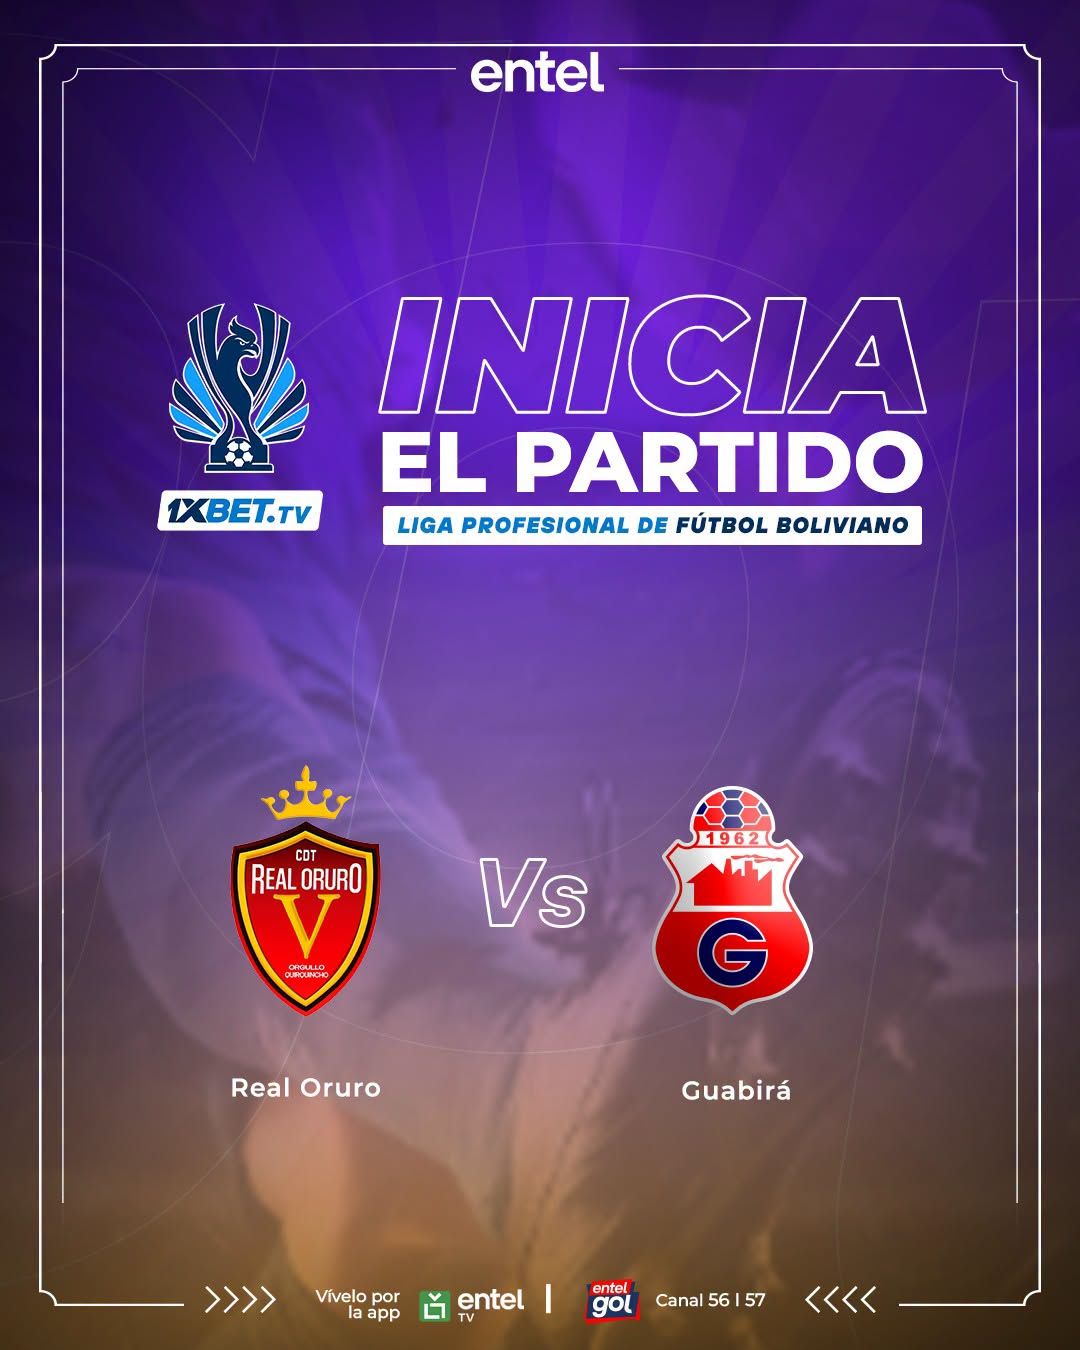 entel
INICIA
EL PARTIDO
1XBET.TV
LIGA PROFESIONAL DE FÚTBOL BOLIVIANO
CDT
REAL ORURO
V
ORGULLO
QUIRQUINCHO
Vs
1962
G
Real Oruro
Guabirá
Vívelo por
la app
entel
TV
entel
gol
Canal 56 | 57